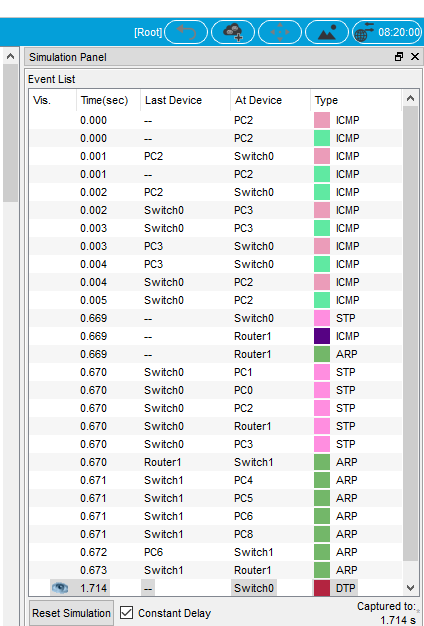 [Root] 08:20:00
Simulation Panel
Event List
Vis. Time(sec) Last Device At Device Type
0.000 -- PC2 ICMP
0.000 -- PC2 ICMP
0.001 PC2 Switch0 ICMP
0.001 -- PC2 ICMP
0.002 PC2 Switch0 ICMP
0.002 Switch0 PC3 ICMP
0.003 Switch0 PC3 ICMP
0.003 PC3 Switch0 ICMP
0.004 PC3 Switch0 ICMP
0.004 Switch0 PC2 ICMP
0.005 Switch0 PC2 ICMP
0.669 -- Switch0 STP
0.669 -- Router1 ICMP
0.669 -- Router1 ARP
0.670 Switch0 PC1 STP
0.670 Switch0 PC0 STP
0.670 Switch0 PC2 STP
0.670 Switch0 Router1 STP
0.670 Switch0 PC3 STP
0.670 Router1 Switch1 ARP
0.671 Switch1 PC4 ARP
0.671 Switch1 PC5 ARP
0.671 Switch1 PC6 ARP
0.671 Switch1 PC8 ARP
0.672 PC6 Switch1 ARP
0.673 Switch1 Router1 ARP
1.714 -- Switch0 DTP
Reset Simulation Constant Delay Captured to:
1.714 s